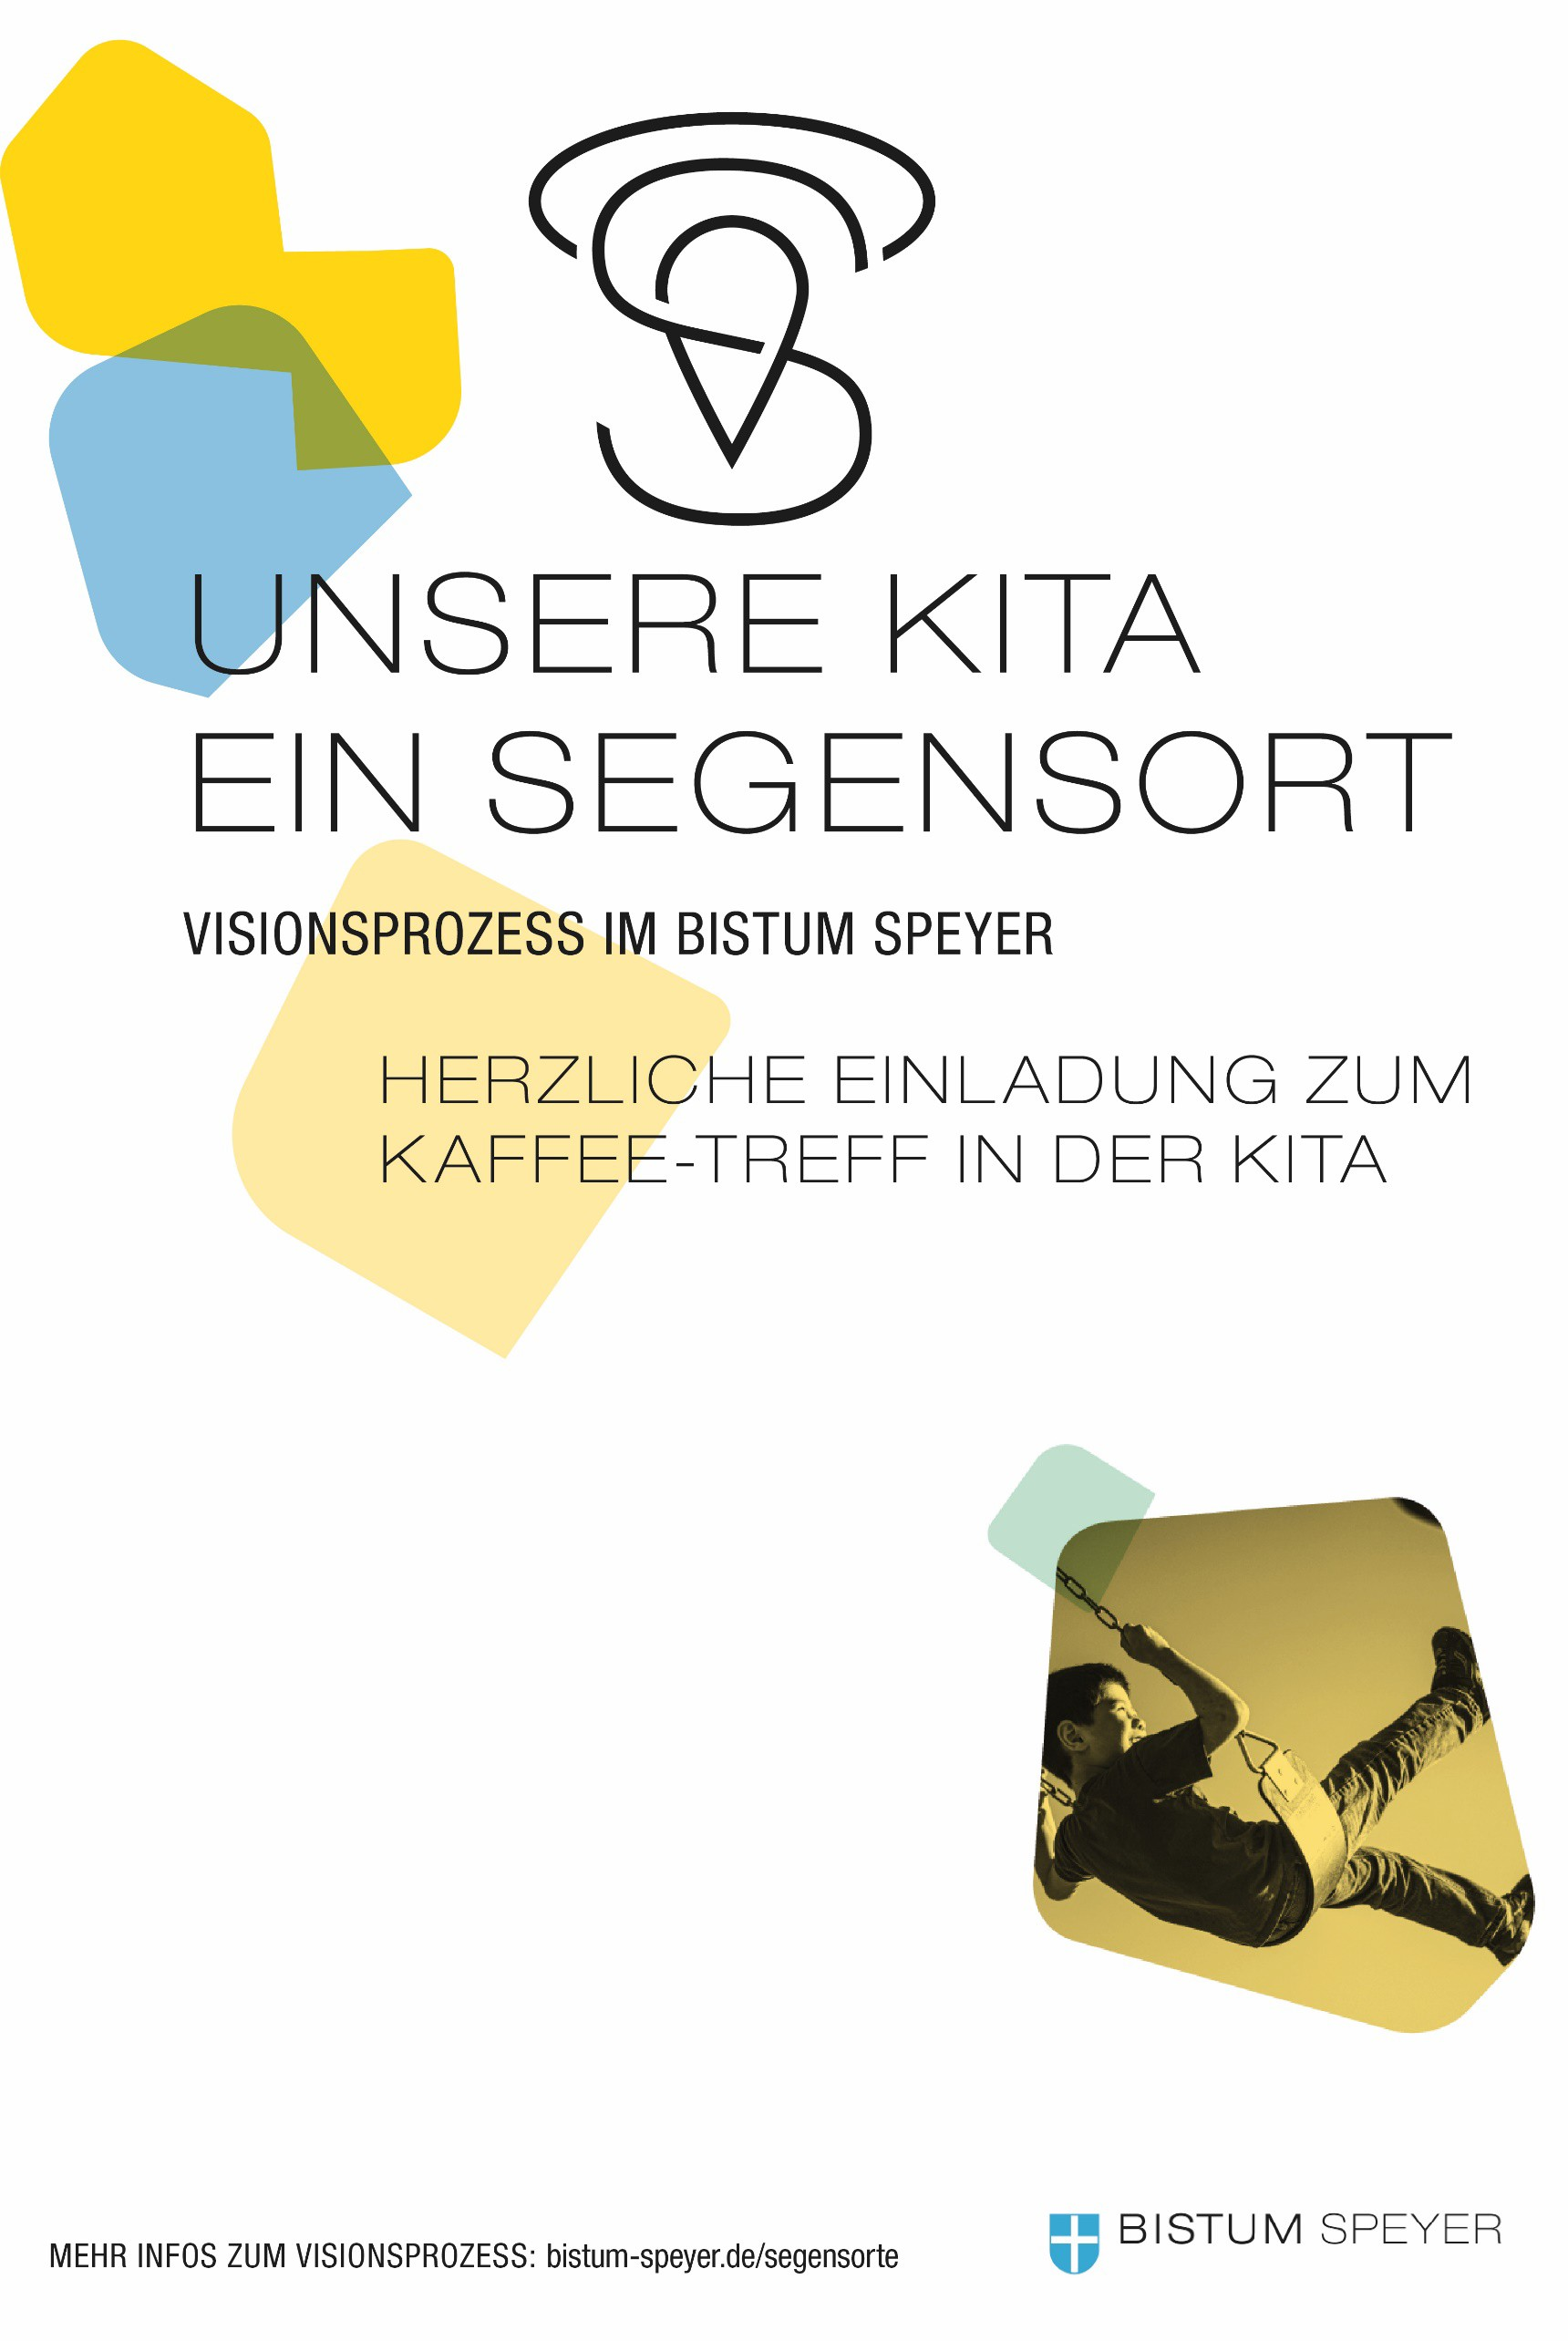 UNSERE KITA
EIN SEGENSORT
VISIONSPROZESS IM BISTUM SPEYER
HERZLICHE EINLADUNG ZUM
KAFFEE-TREFF IN DER KITA
MEHR INFOS ZUM VISIONSPROZESS: bistum-speyer.de/segensorte
BISTUM SPEYER